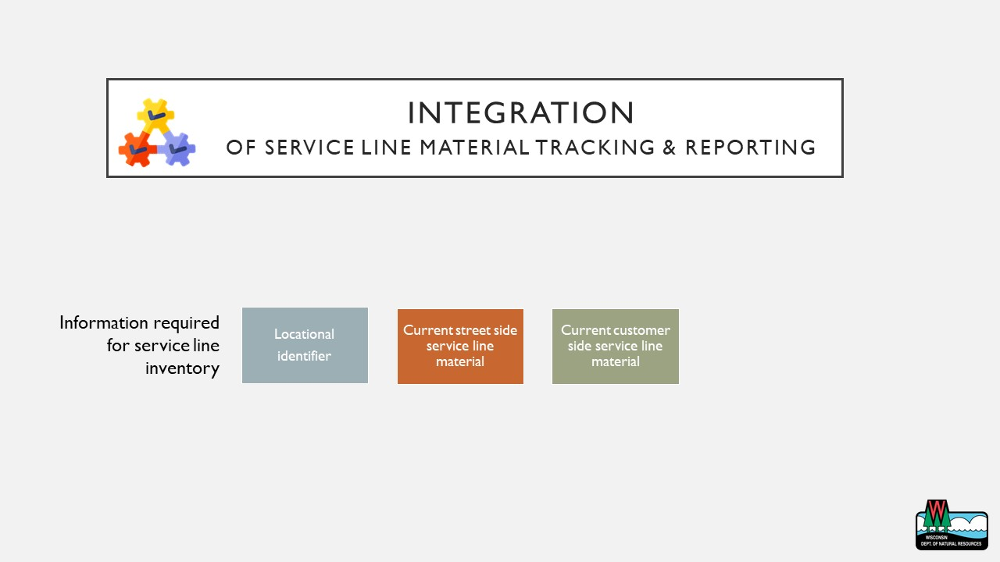 INTEGRATION
OF SERVICE LINE MATERIAL TRACKING & REPORTING
Information required
for service line
inventory
Locational
identifier
Current street side
service line
material
Current customer
side service line
material
W
WISCONSIN
DEPT. OF NATURAL RESOURCES